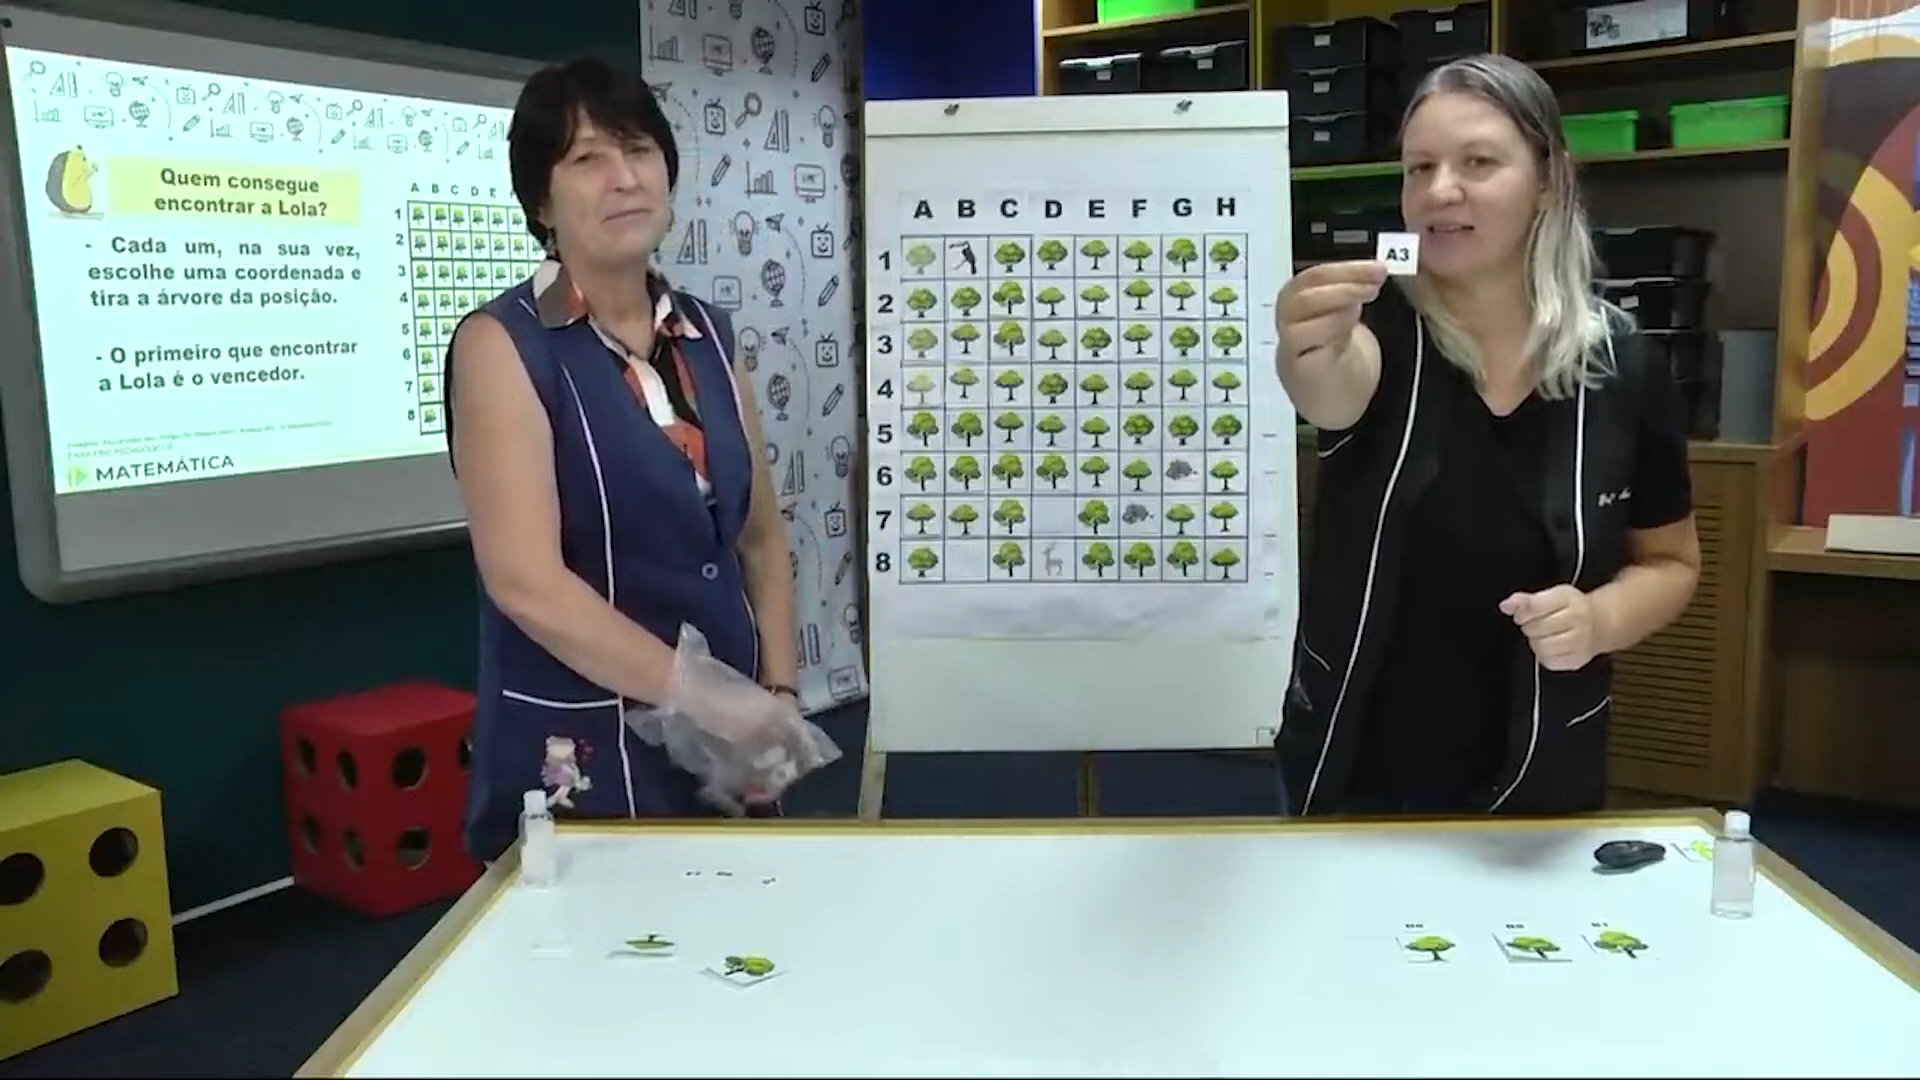 Quem consegue
encontrar a Lola?
- Cada um, na sua vez,
escolhe uma coordenada e
tira a árvore da posição.
- O primeiro que encontrar
a Lola é o vencedor.
MATEMÁTICA
A B C D E
1
2
3
4
5
6
7
8
A B C D E F G H
1
2
3
4
5
6
7
8
A3